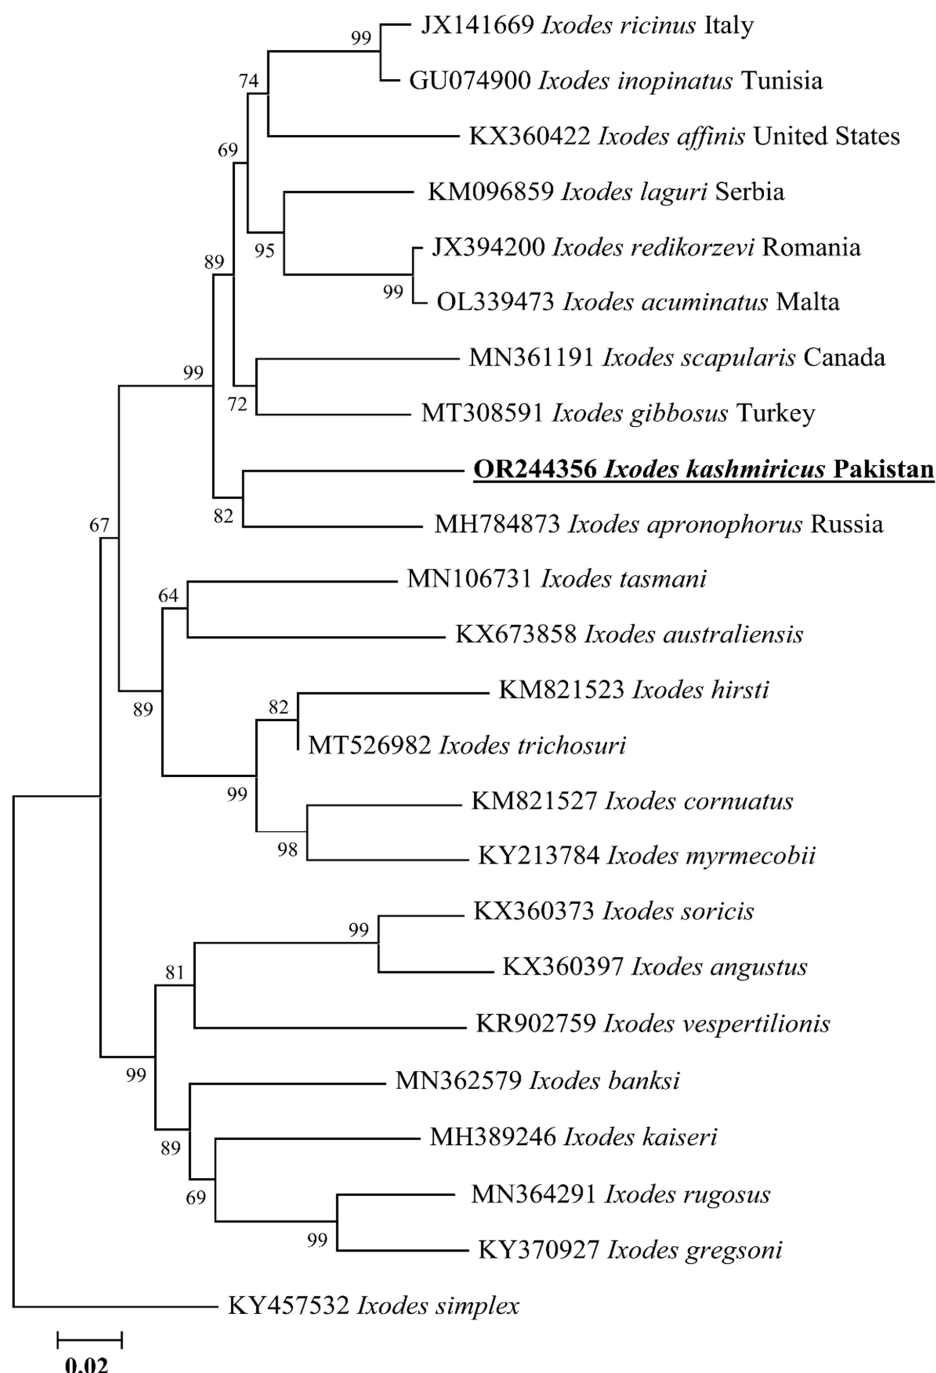 99
JX141669 Ixodes ricinus Italy
GU074900 Ixodes inopinatus Tunisia
74
KX360422 Ixodes affinis United States
69
KM096859 Ixodes laguri Serbia
95
JX394200 Ixodes redikorzevi Romania
99
OL339473 Ixodes acuminatus Malta
89
MN361191 Ixodes scapularis Canada
72
MT308591 Ixodes gibbosus Turkey
99
OR244356 Ixodes kashmiricus Pakistan
82
MH784873 Ixodes apronophorus Russia
67
64
MN106731 Ixodes tasmani
KX673858 Ixodes australiensis
89
82
KM821523 Ixodes hirsti
MT526982 Ixodes trichosuri
99
KM821527 Ixodes cornuatus
98
KY213784 Ixodes myrmecobii
99
KX360373 Ixodes soricis
KX360397 Ixodes angustus
81
KR902759 Ixodes vespertilionis
99
MN362579 Ixodes banksi
89
MH389246 Ixodes kaiseri
69
MN364291 Ixodes rugosus
99
KY370927 Ixodes gregsoni
KY457532 Ixodes simplex
0.02